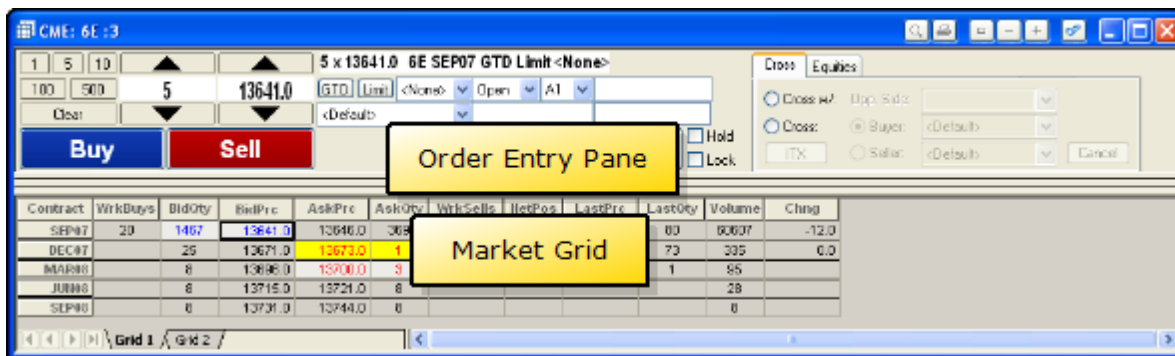 CME: 6E :3
1 5 10
5 x 13641.0 6E SEP07 GTD Limit <None>
Cross Equities
100 500 5 13641.0 GTD Limit <None> Open A1
Cross w/: Opp. Side:
Clear <Default>
Cross: Buyer: <Default>
Hold
Buy Sell
Order Entry Pane
Lock
ITX Seller: <Default> Cancel
Contract WrkBuys BidQty BidPrc AskPrc AskQty WrkSells NetPos LastPrc LastQty Volume Chng
SEP07 20 1467 13641.0 13646.0 80 60607 -12.0
DEC07 25 13671.0 13673.0 1 73 335 0.0
Market Grid
MAR08 8 13698.0 13700.0 3 1 95
JUN08 8 13715.0 13721.0 8 28
SEP08 8 13731.0 13744.0 8 8
Grid 1 Grid 2